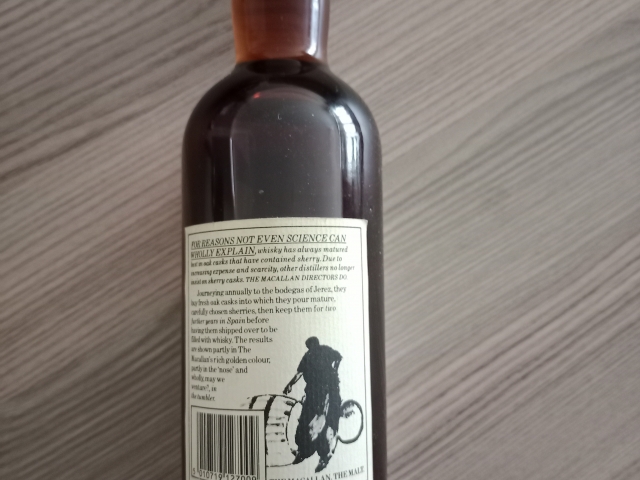 FOR REASONS NOT EVEN SCIENCE CAN
WHOLLY EXPLAIN, whisky has always matured
best in oak casks that have contained sherry. Due to
increasing expense and scarcity, other distillers no longer
insist on sherry casks. THE MACALLAN DIRECTORS DO.
Journeying annually to the bodegas of Jerez, they
buy fresh oak casks into which they pour mature,
carefully chosen sherries, then keep them for two
further years in Spain before
having them shipped over to be
filled with whisky. The results
are shown partly in The
Macallan's rich golden colour,
partly in the 'nose' and
wholly, may we
venture?, in
the tumbler.
THE MACALLAN. THE MALT.